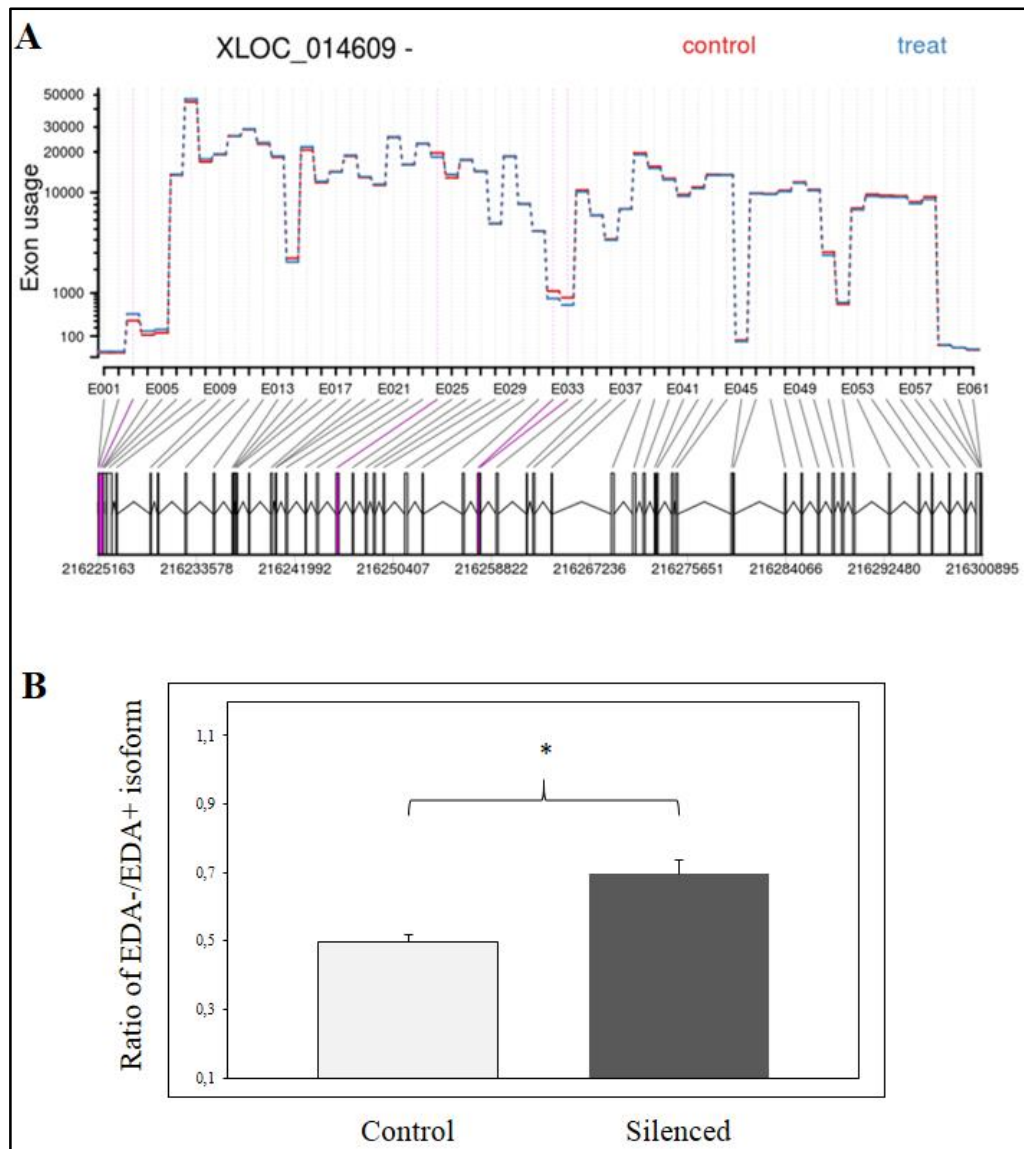 A
XLOC_014609 - control treat
Exon usage
50000
30000
20000
10000
1000
100
E001 E005 E009 E013 E017 E021 E025 E029 E033 E037 E041 E045 E049 E053 E057 E061
216225163 216233578 216241992 216250407 216258822 216267236 216275651 216284066 216292480 216300895
B
Ratio of EDA-/EDA+ isoform
1,1
0,9
0,7
0,5
0,3
0,1
*
Control Silenced